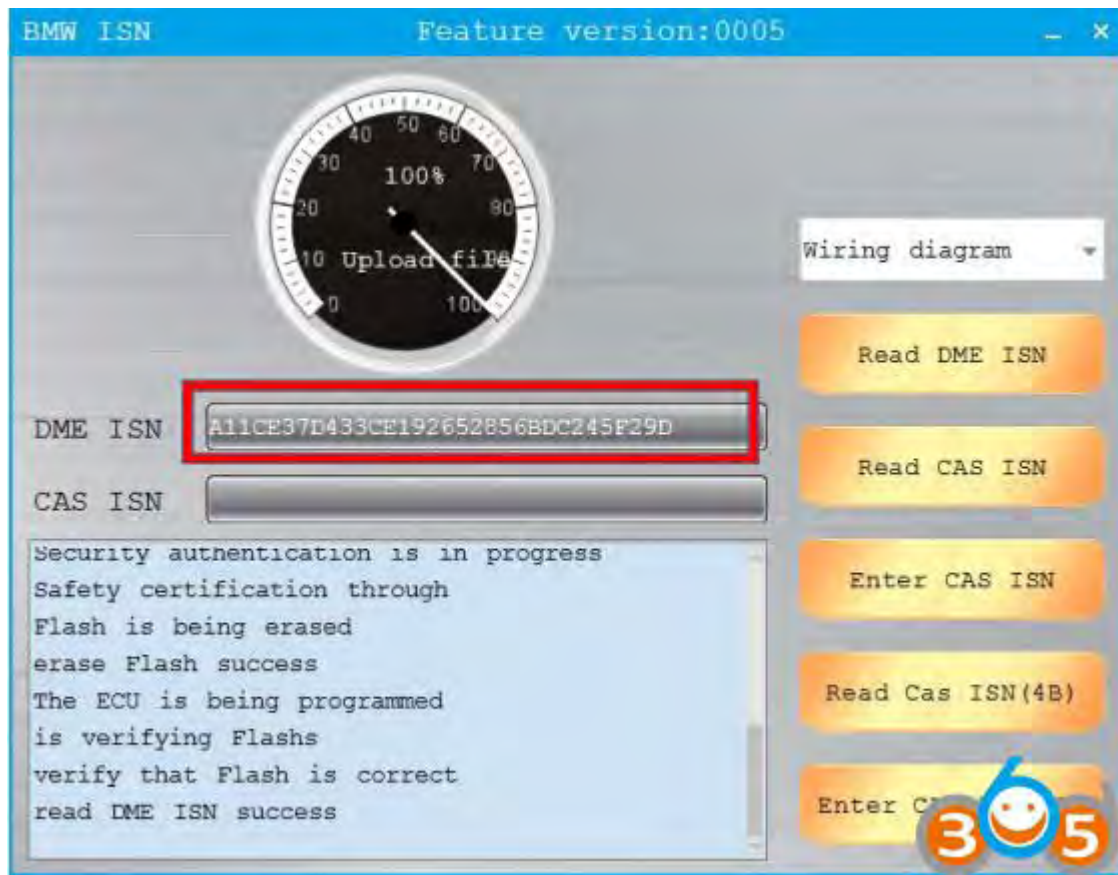 BMW ISN Feature version:0005
40 50 60
30 70
100%
20 80
10 Upload file
0 100
Wiring diagram
Read DME ISN
DME ISN A11CE37D433CE192652856BDC245F29D
Read CAS ISN
CAS ISN
Security authentication is in progress
Safety certification through
Flash is being erased
erase Flash success
The ECU is being programmed
is verifying Flashs
verify that Flash is correct
read DME ISN success
Enter CAS ISN
Read Cas ISN(4B)
Enter
365